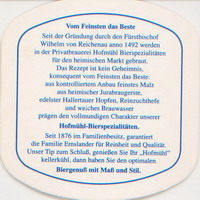 Vom Feinsten das Beste
Seit der Gründung durch den Fürstbischof
Wilhelm von Reichenau anno 1492 werden
in der Privatbrauerei Hofmühl Bierspezialitäten
für den heimischen Markt gebraut.
Das Rezept ist kein Geheimnis,
konsequent vom Feinsten das Beste:
aus kontrolliertem Anbau feinstes Malz
aus heimischer Jurabraugerste,
edelster Hallertauer Hopfen, Reinzuchthefe
und weiches Brauwasser
prägen den vollmundigen Charakter unserer
Hofmühl-Bierspezialitäten.
Seit 1876 im Familienbesitz, garantiert
die Familie Emslander für Reinheit und Qualität.
Unser Tip zum Schluß, genießen Sie Ihr „Hofmühl"
kellerkühl, dann haben Sie den optimalen
Biergenuß mit Maß und Stil.